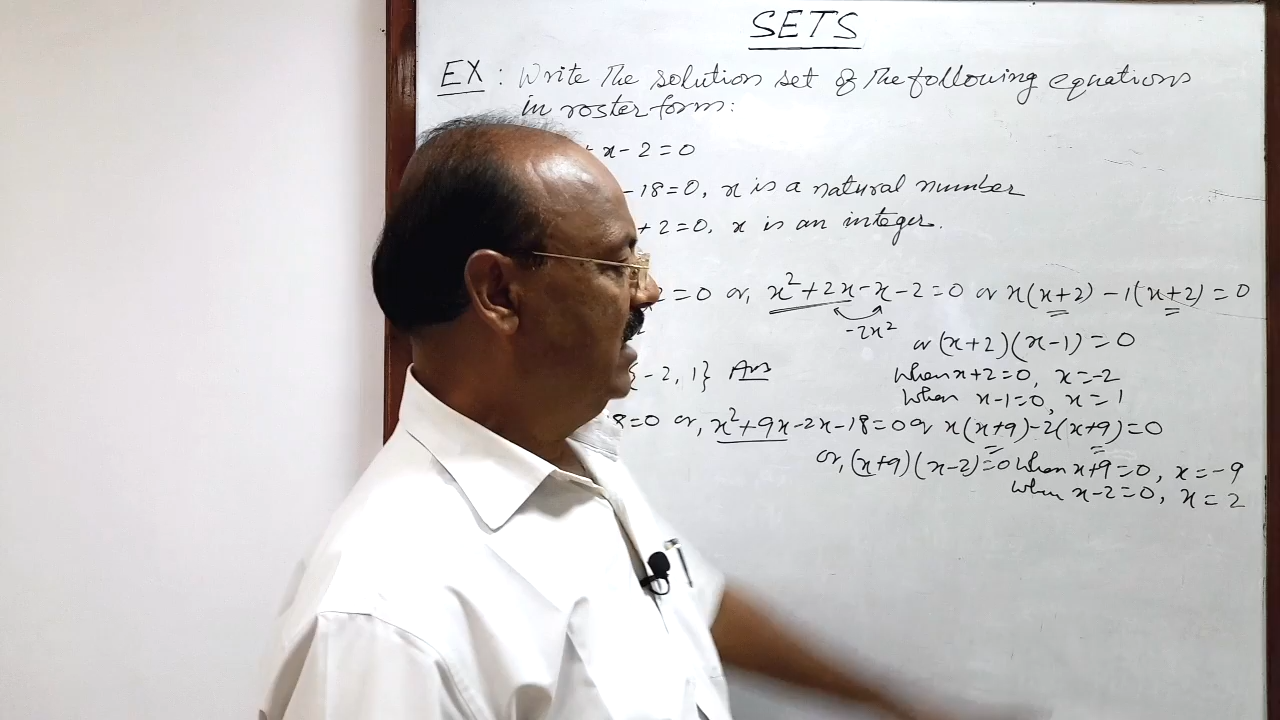 SETS
EX : Write the solution set of the following equations
in roster form:
+ x - 2 = 0
- 18 = 0, x is a natural number
+ 2 = 0, x is an integer.
2 = 0 or, x² + 2x - x - 2 = 0 or x(x+2) - 1(x+2) = 0
-2x²
or (x+2)(x-1) = 0
{-2, 1} Ans
When x+2=0, x=-2
When x-1=0, x=1
8=0 or, x²+9x-2x-18=0 or x(x+9)-2(x+9)=0
or, (x+9)(x-2)=0 When x+9=0, x=-9
When x-2=0, x=2